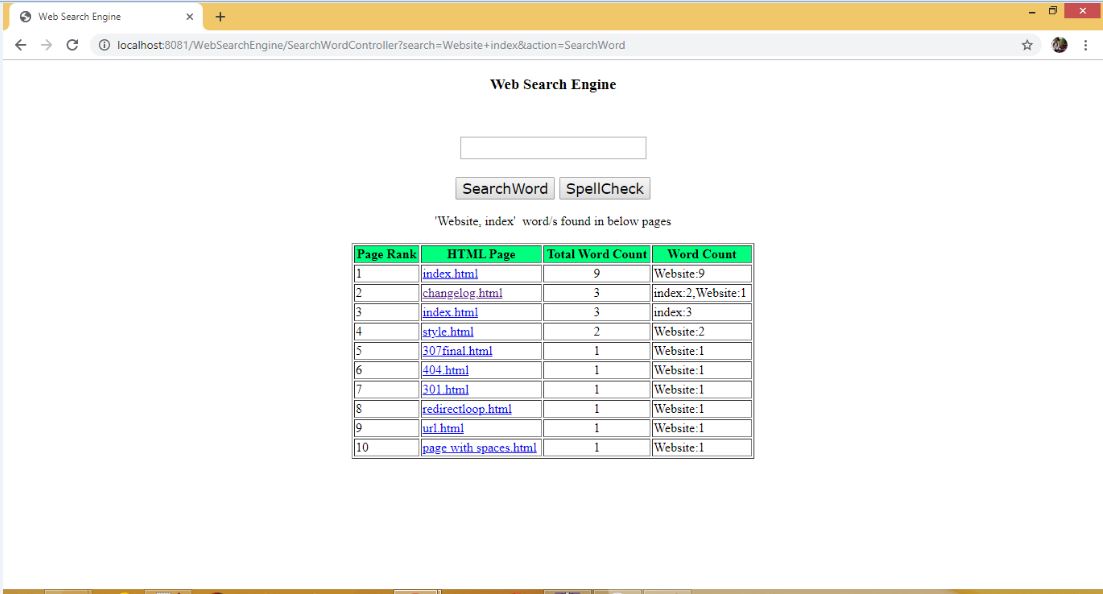 Web Search Engine
localhost:8081/WebSearchEngine/SearchWordController?search=Website+index&action=SearchWord
Web Search Engine
SearchWord SpellCheck
'Website, index' word/s found in below pages
Page Rank HTML Page Total Word Count Word Count
1 index.html 9 Website:9
2 changelog.html 3 index:2,Website:1
3 index.html 3 index:3
4 style.html 2 Website:2
5 307final.html 1 Website:1
6 404.html 1 Website:1
7 301.html 1 Website:1
8 redirectloop.html 1 Website:1
9 url.html 1 Website:1
10 page with spaces.html 1 Website:1